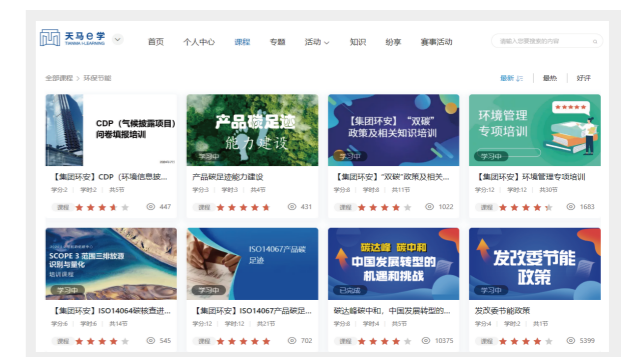 天马e学
TIANMA e-LEARNING
首页 个人中心 课程 专题 活动 知识 纷享 赛事活动
请输入您要搜索的内容
全部课程 > 环保节能
最新 最热 好评
CDP（气候披露项目）
问卷填报培训
产品碳足迹
能力建设
学习中
【集团环安】“双碳”
政策及相关知识培训
学习中
环境管理
专项培训
学习中
【集团环安】CDP（环境信息披...
学分:2 学时:2 共5节
课程 447
产品碳足迹能力建设
学分:3 学时:3 共4节
课程 431
【集团环安】“双碳”政策及相关...
学分:8 学时:8 共11节
课程 1022
【集团环安】环境管理专项培训
学分:12 学时:12 共30节
课程 1683
SCOPE 3 范围三排放源
识别与量化
培训课程
学习中
ISO14067产品碳
足迹
学习中
碳达峰 碳中和
中国发展转型的
机遇和挑战
已完成
发改委节能
政策
学习中
【集团环安】ISO14064碳核查进...
学分:6 学时:6 共14节
课程 545
【集团环安】ISO14067产品碳足...
学分:12 学时:12 共21节
课程 702
碳达峰碳中和，中国发展转型的...
学分:8 学时:4 共5节
课程 10375
发改委节能政策
学分:4 学时:2 共1节
课程 5399